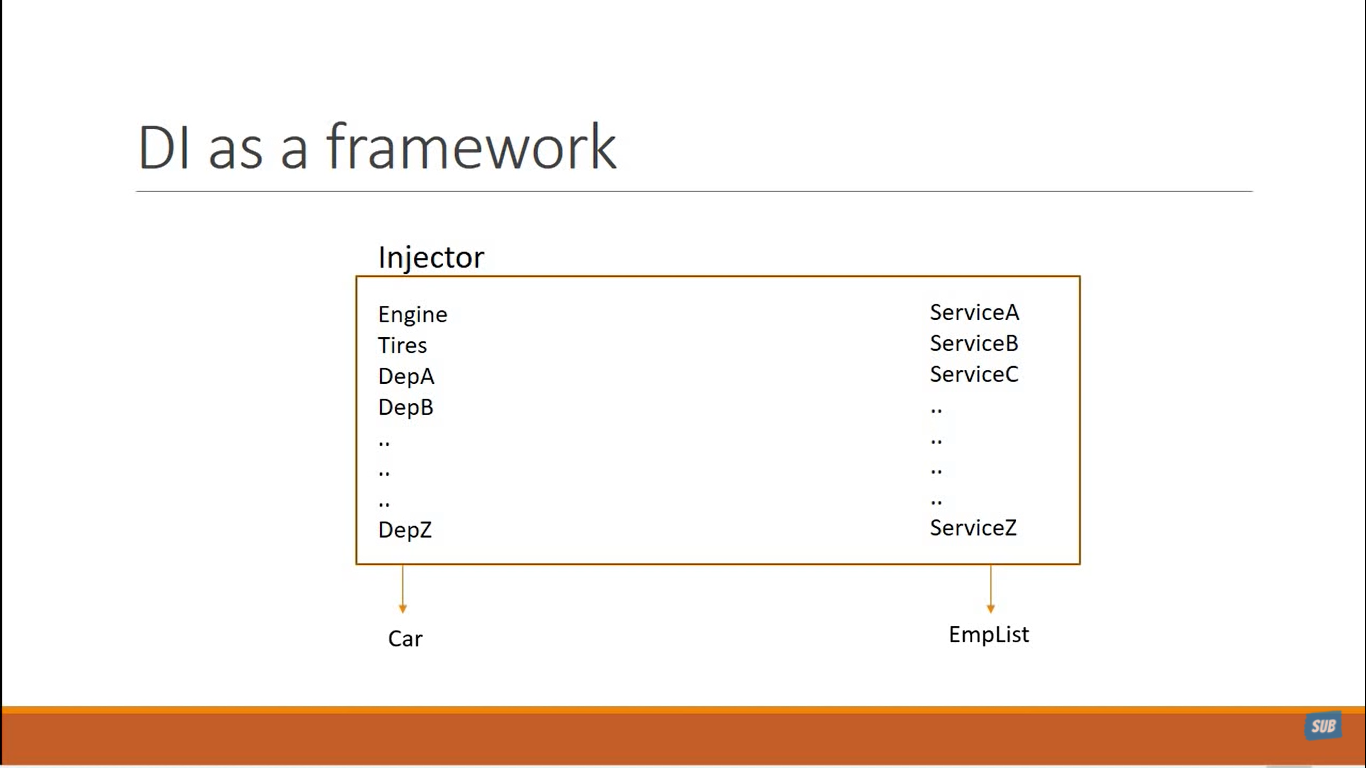 DI as a framework
Injector
Engine
Tires
DepA
DepB
..
..
..
DepZ
ServiceA
ServiceB
ServiceC
..
..
..
..
ServiceZ
Car
EmpList
SUB